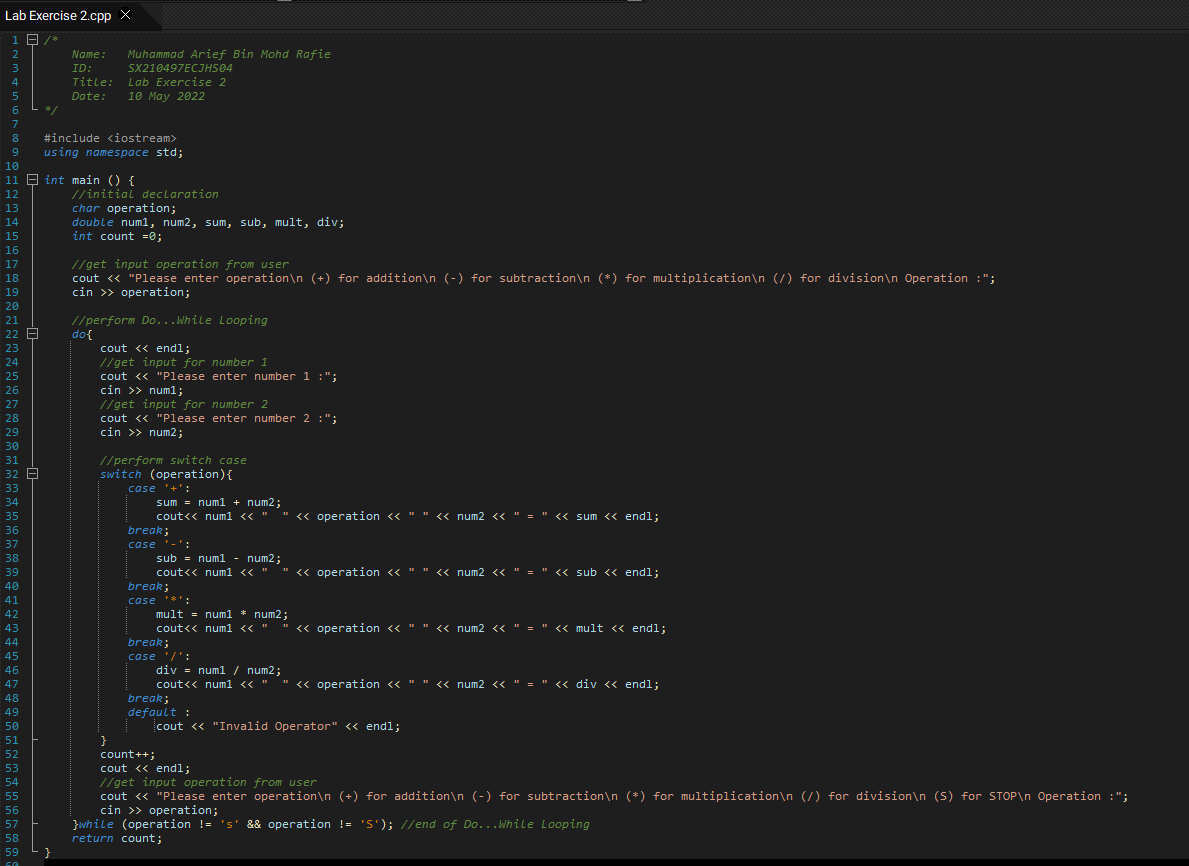 Lab Exercise 2.cpp
1 /*
2 Name: Muhammad Arief Bin Mohd Rafie
3 ID: SX210497ECJHS04
4 Title: Lab Exercise 2
5 Date: 10 May 2022
6 */
7
8 #include <iostream>
9 using namespace std;
10
11 int main () {
12 //initial declaration
13 char operation;
14 double num1, num2, sum, sub, mult, div;
15 int count =0;
16
17 //get input operation from user
18 cout << "Please enter operation\n (+) for addition\n (-) for subtraction\n (*) for multiplication\n (/) for division\n Operation :";
19 cin >> operation;
20
21 //perform Do...While Looping
22 do{
23 cout << endl;
24 //get input for number 1
25 cout << "Please enter number 1 :";
26 cin >> num1;
27 //get input for number 2
28 cout << "Please enter number 2 :";
29 cin >> num2;
30
31 //perform switch case
32 switch (operation){
33 case '+':
34 sum = num1 + num2;
35 cout<< num1 << "  " << operation << " " << num2 << " = " << sum << endl;
36 break;
37 case '-':
38 sub = num1 - num2;
39 cout<< num1 << "  " << operation << " " << num2 << " = " << sub << endl;
40 break;
41 case '*':
42 mult = num1 * num2;
43 cout<< num1 << "  " << operation << " " << num2 << " = " << mult << endl;
44 break;
45 case '/':
46 div = num1 / num2;
47 cout<< num1 << "  " << operation << " " << num2 << " = " << div << endl;
48 break;
49 default :
50 cout << "Invalid Operator" << endl;
51 }
52 count++;
53 cout << endl;
54 //get input operation from user
55 cout << "Please enter operation\n (+) for addition\n (-) for subtraction\n (*) for multiplication\n (/) for division\n (S) for STOP\n Operation :";
56 cin >> operation;
57 }while (operation != 's' && operation != 'S'); //end of Do...While Looping
58 return count;
59 }
60